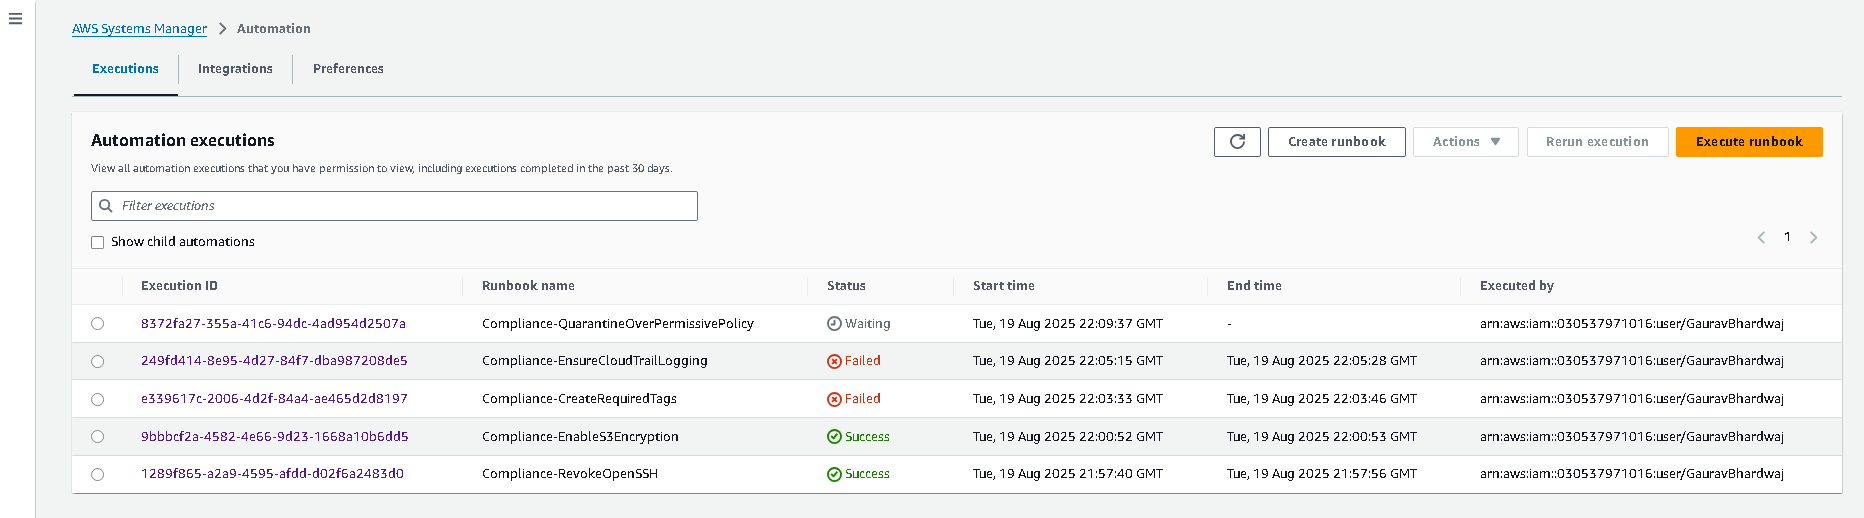 AWS Systems Manager > Automation
Executions Integrations Preferences
Automation executions
Create runbook Actions Rerun execution Execute runbook
View all automation executions that you have permission to view, including executions completed in the past 30 days.
Filter executions
Show child automations
1
Execution ID Runbook name Status Start time End time Executed by
8372fa27-355a-41c6-94dc-4ad954d2507a Compliance-QuarantineOverPermissivePolicy Waiting Tue, 19 Aug 2025 22:09:37 GMT - arn:aws:iam::030537971016:user/GauravBhardwaj
249fd414-8e95-4d27-84f7-dba987208de5 Compliance-EnsureCloudTrailLogging Failed Tue, 19 Aug 2025 22:05:15 GMT Tue, 19 Aug 2025 22:05:28 GMT arn:aws:iam::030537971016:user/GauravBhardwaj
e339617c-2006-4d2f-84a4-ae465d2d8197 Compliance-CreateRequiredTags Failed Tue, 19 Aug 2025 22:03:33 GMT Tue, 19 Aug 2025 22:03:46 GMT arn:aws:iam::030537971016:user/GauravBhardwaj
9bbbcf2a-4582-4e66-9d23-1668a10b6dd5 Compliance-EnableS3Encryption Success Tue, 19 Aug 2025 22:00:52 GMT Tue, 19 Aug 2025 22:00:53 GMT arn:aws:iam::030537971016:user/GauravBhardwaj
1289f865-a2a9-4595-afdd-d02f6a2483d0 Compliance-RevokeOpenSSH Success Tue, 19 Aug 2025 21:57:40 GMT Tue, 19 Aug 2025 21:57:56 GMT arn:aws:iam::030537971016:user/GauravBhardwaj